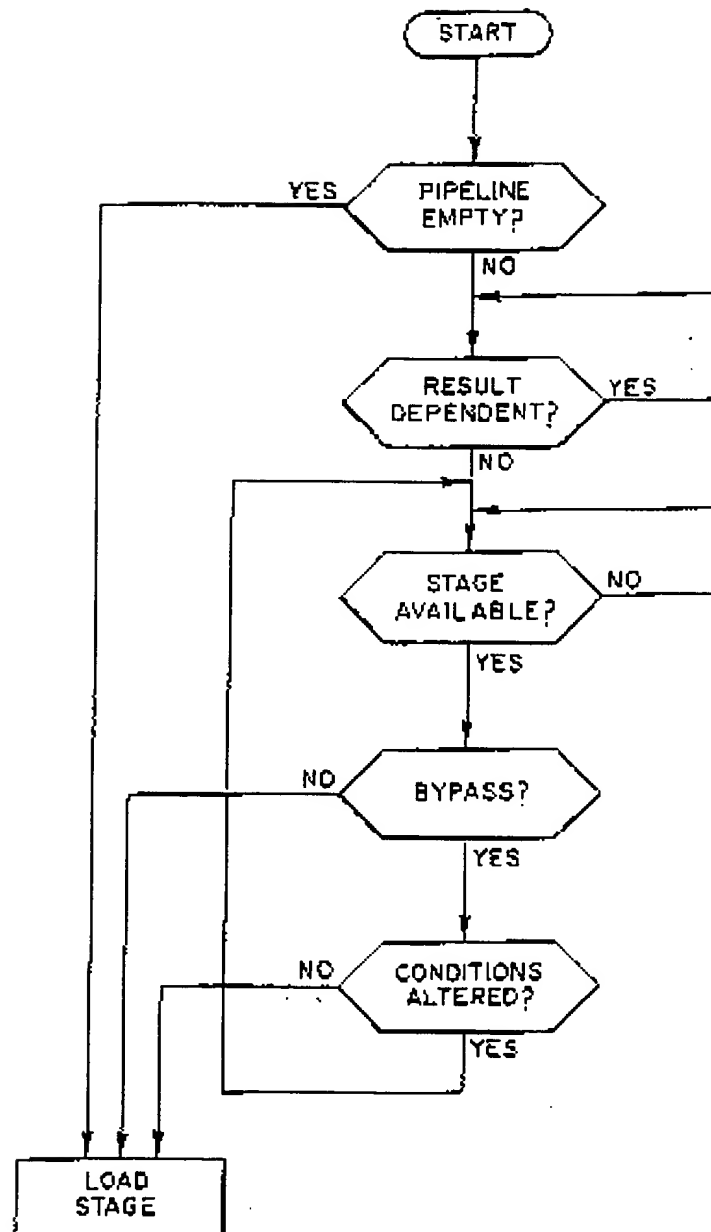 START
YES
PIPELINE
EMPTY?
NO
RESULT
DEPENDENT?
YES
NO
STAGE
AVAILABLE?
NO
YES
NO
BYPASS?
YES
NO
CONDITIONS
ALTERED?
YES
LOAD
STAGE